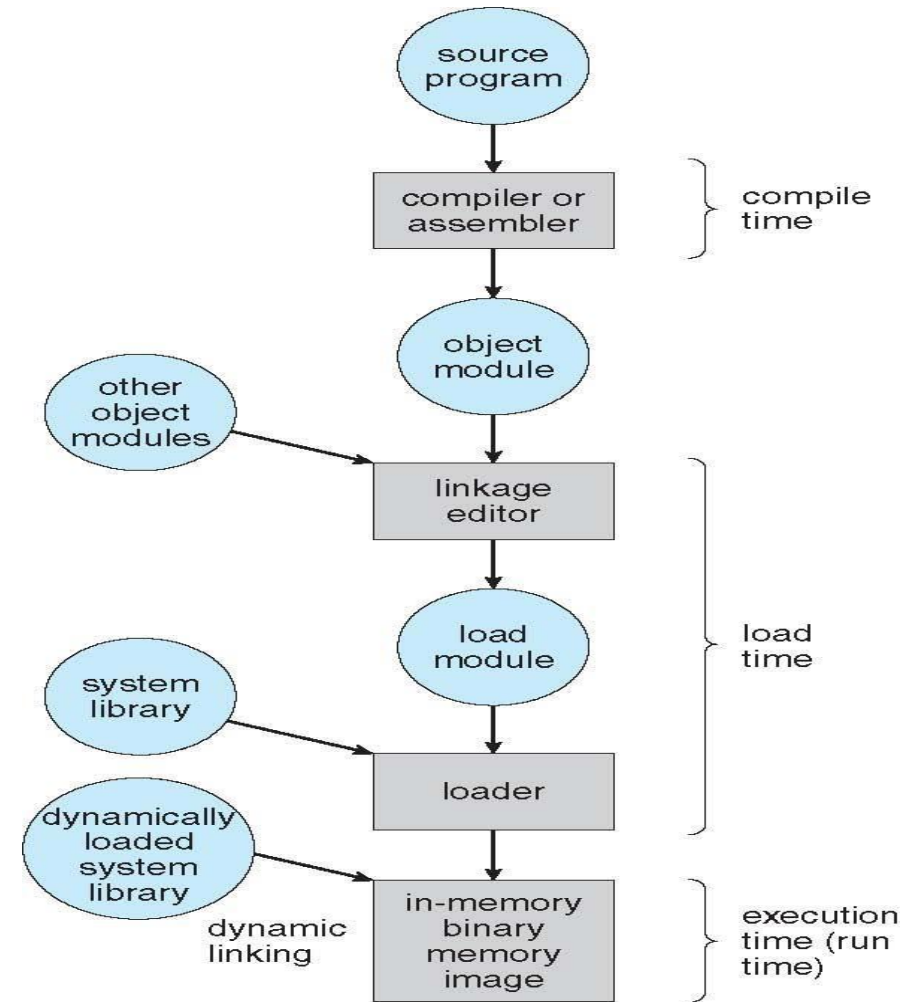 source
program
compiler or
assembler
compile
time
object
module
other
object
modules
linkage
editor
load
module
load
time
system
library
loader
dynamically
loaded
system
library
dynamic
linking
in-memory
binary
memory
image
execution
time (run
time)